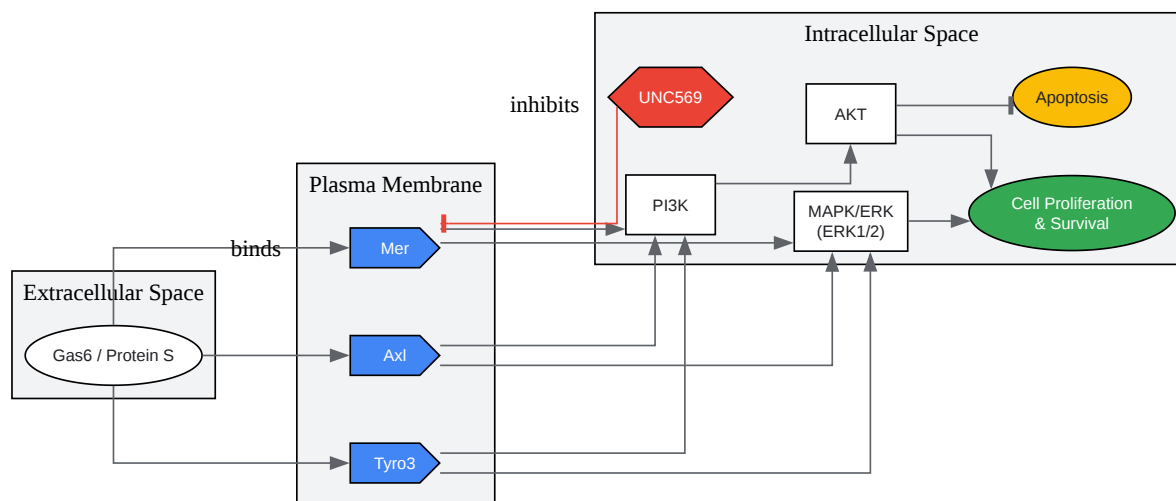 Intracellular Space
UNC569
inhibits
AKT
Apoptosis
Plasma Membrane
PI3K
MAPK/ERK
(ERK1/2)
Cell Proliferation
& Survival
binds
Mer
Extracellular Space
Gas6 / Protein S
Axl
Tyro3